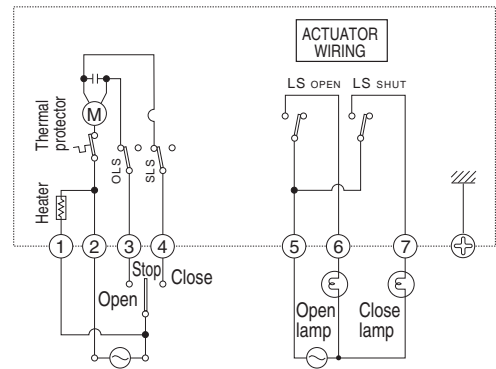 ACTUATOR
WIRING
LS OPEN
LS SHUT
M
Thermal
protector
OLS
SLS
Heater
1
2
3
4
5
6
7
Stop
Close
Open
Open
lamp
Close
lamp